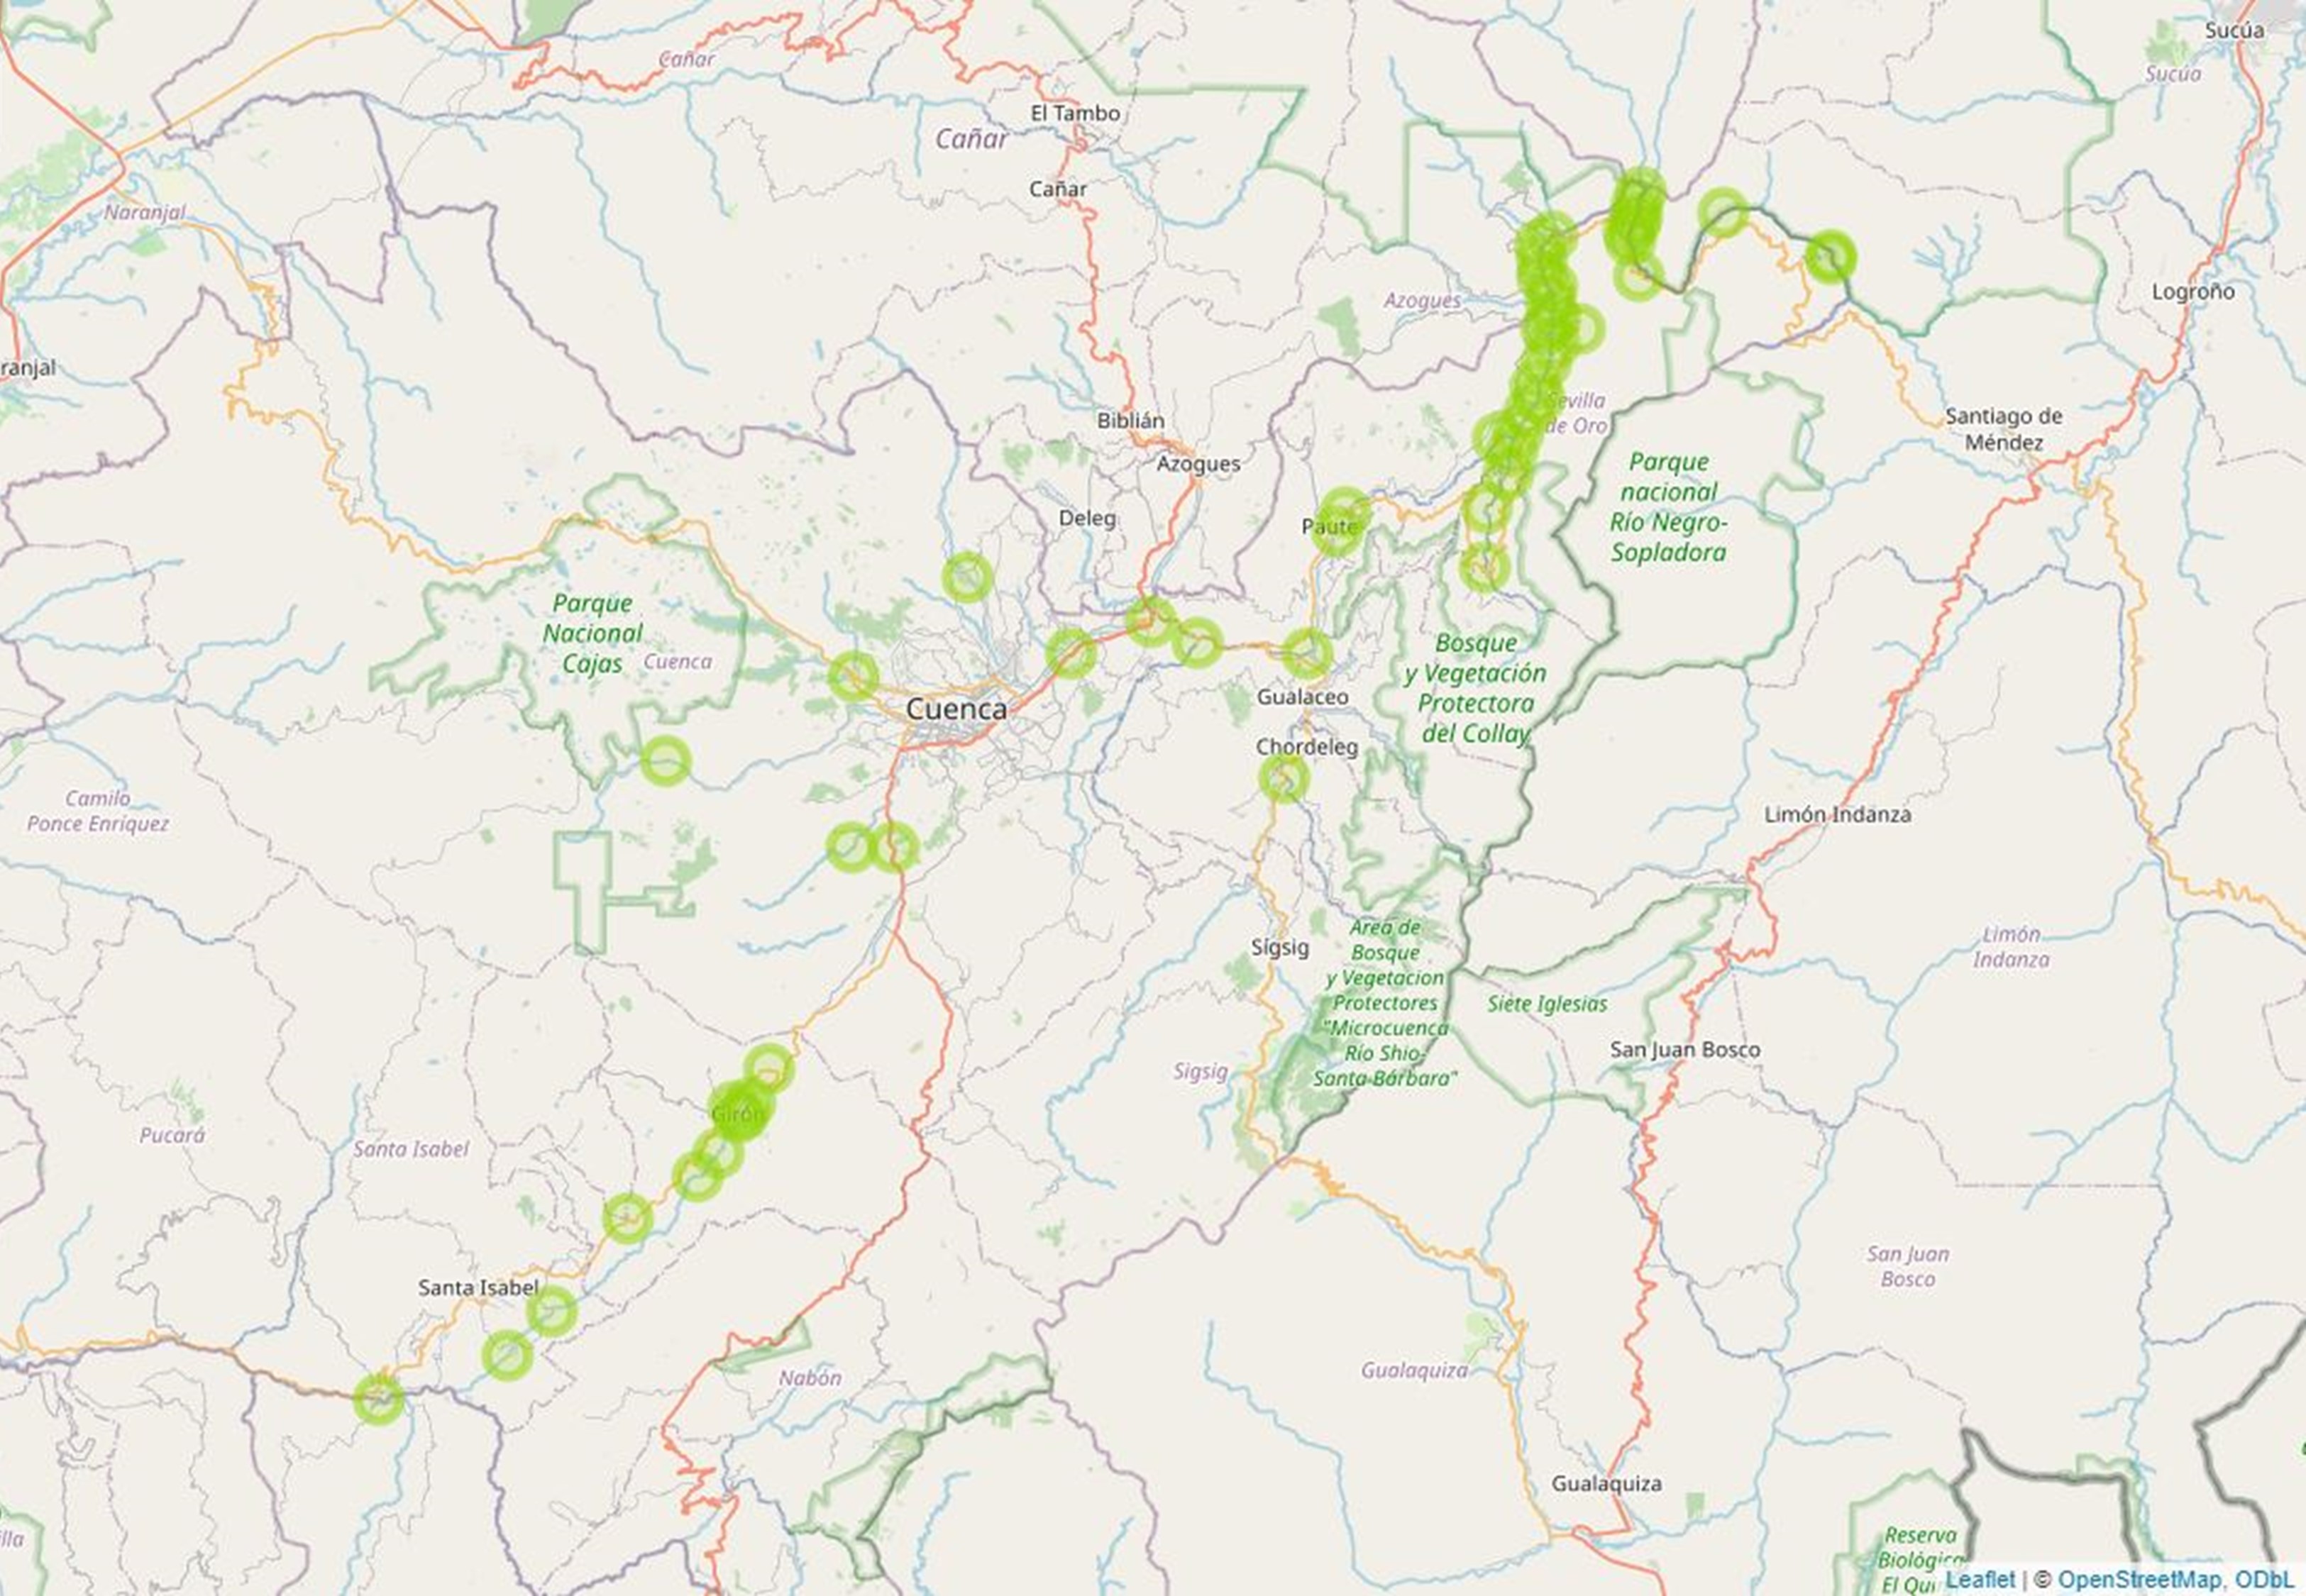 Sucúa
Cañar
Sucúa
El Tambo
Cañar
Cañar
Naranjal
Logroño
Azogues
ranjal
Sevilla
de Oro
Biblián
Santiago de
Méndez
Azogues
Parque
nacional
Río Negro-
Sopladora
Deleg
Paute
Parque
Nacional
Cajas
Cuenca
Bosque
y Vegetación
Protectora
del Collay
Gualaceo
Cuenca
Chordeleg
Camilo
Ponce Enríquez
Limón Indanza
Area de
Bosque
y Vegetacion
Protectores
"Microcuenca
Río Shio-
Santa Bárbara"
Sígsig
Limón
Indanza
Siete Iglesias
San Juan Bosco
Sigsig
Girón
Pucará
Santa Isabel
San Juan
Bosco
Santa Isabel
Nabón
Gualaquiza
Gualaquiza
illa
Reserva
Biológica
El Qui
Leaflet | © OpenStreetMap, ODbL